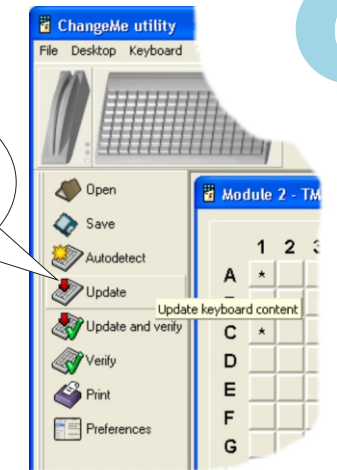 ChangeMe utility
File Desktop Keyboard
Open
Save
Autodetect
Update
Update keyboard content
Update and verify
Verify
Print
Preferences
Module 2 - TM
1 2 3
A *
C *
D
E
F
G